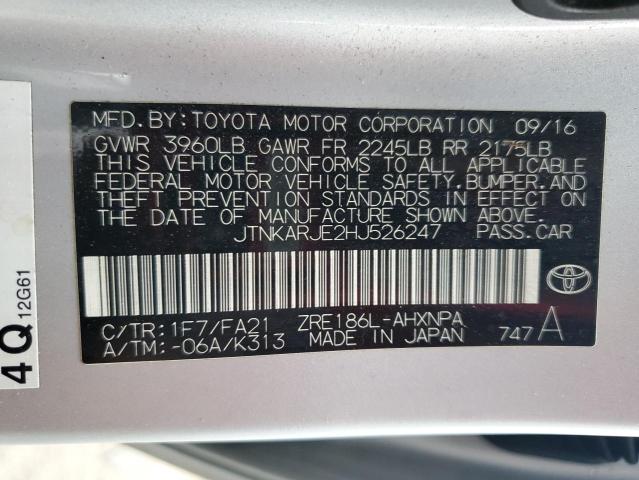 MFD.BY:TOYOTA MOTOR CORPORATION 09/16
GVWR 3960LB GAWR FR 2245LB RR 2175LB
THIS VEHICLE CONFORMS TO ALL APPLICABLE
FEDERAL MOTOR VEHICLE SAFETY,BUMPER,AND
THEFT PREVENTION STANDARDS IN EFFECT ON
THE DATE OF MANUFACTURE SHOWN ABOVE.
JTNKARJE2HJ526247 PASS.CAR
C/TR:1F7/FA21 ZRE186L-AHXNPA
A/TM:-06A/K313 MADE IN JAPAN 747A
4Q 12G61